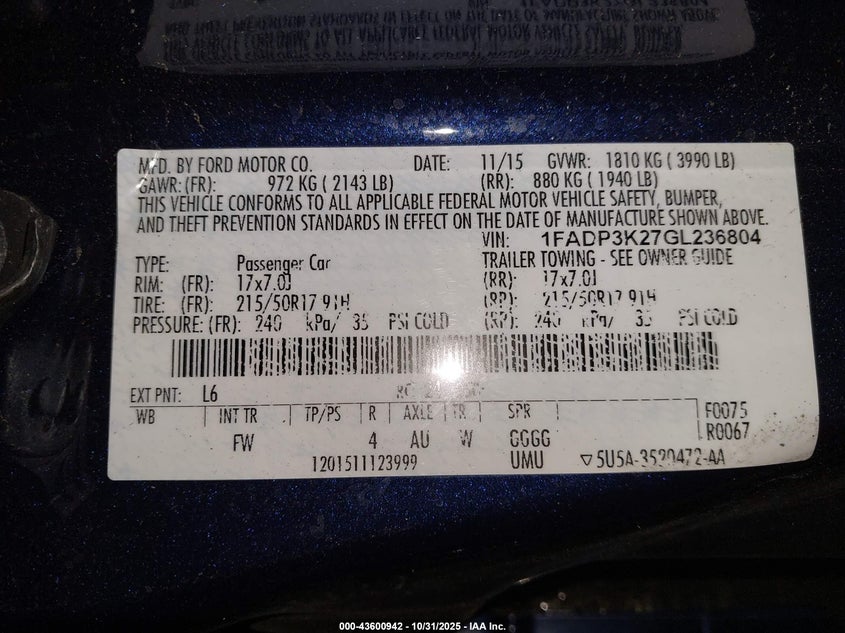 MFD. BY FORD MOTOR CO. DATE: 11/15 GVWR: 1810 KG ( 3990 LB)
GAWR: (FR): 972 KG ( 2143 LB) (RR): 880 KG ( 1940 LB)
THIS VEHICLE CONFORMS TO ALL APPLICABLE FEDERAL MOTOR VEHICLE SAFETY, BUMPER,
AND THEFT PREVENTION STANDARDS IN EFFECT ON THE DATE OF MANUFACTURE SHOWN ABOVE.
VIN: 1FADP3K27GL236804
TYPE: Passenger Car TRAILER TOWING - SEE OWNER GUIDE
RIM: (FR): 17x7.0J (RR): 17x7.0J
TIRE: (FR): 215/50R17 91H (RR): 215/50R17 91H
PRESSURE: (FR): 240 kPa/ 35 PSI COLD (RR): 240 kPa/ 35 PSI COLD
EXT PNT: L6
WB INT TR TP/PS R AXLE TR SPR F0075
FW 4 AU W GGGG R0067
1201511123999 UMU ▽5U5A-3520472-AA
000-43600942 - 10/31/2025 - IAA Inc.